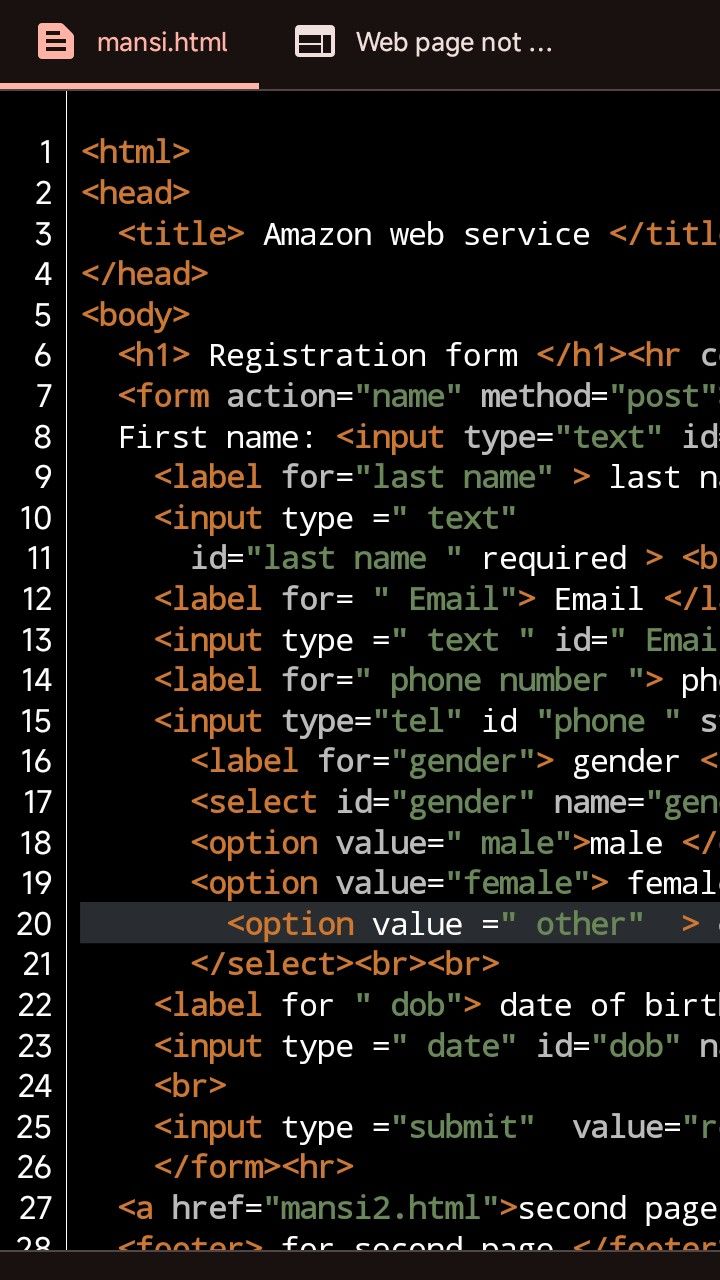 mansi.html
Web page not ...
1 <html>
2 <head>
3 <title> Amazon web service </titl
4 </head>
5 <body>
6 <h1> Registration form </h1><hr c
7 <form action="name" method="post"
8 First name: <input type="text" id=
9 <label for="last name" > last n
10 <input type =" text"
11 id="last name " required > <b
12 <label for= " Email"> Email </l
13 <input type =" text " id=" Emai
14 <label for=" phone number "> ph
15 <input type="tel" id "phone " s
16 <label for="gender"> gender <
17 <select id="gender" name="gen
18 <option value=" male">male </
19 <option value="female"> femal
20 <option value =" other"  >
21 </select><br><br>
22 <label for " dob"> date of birt
23 <input type =" date" id="dob" n
24 <br>
25 <input type ="submit"  value="r
26 </form><hr>
27 <a href="mansi2.html">second page
28 <footer> for second page </footer